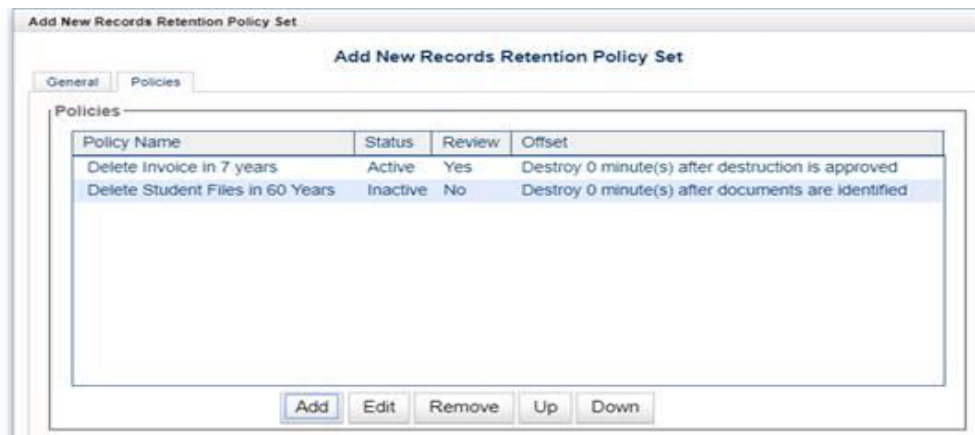 Add New Records Retention Policy Set
Add New Records Retention Policy Set
General Policies
Policies
Policy Name Status Review Offset
Delete Invoice in 7 years Active Yes Destroy 0 minute(s) after destruction is approved
Delete Student Files in 60 Years Inactive No Destroy 0 minute(s) after documents are identified
Add Edit Remove Up Down